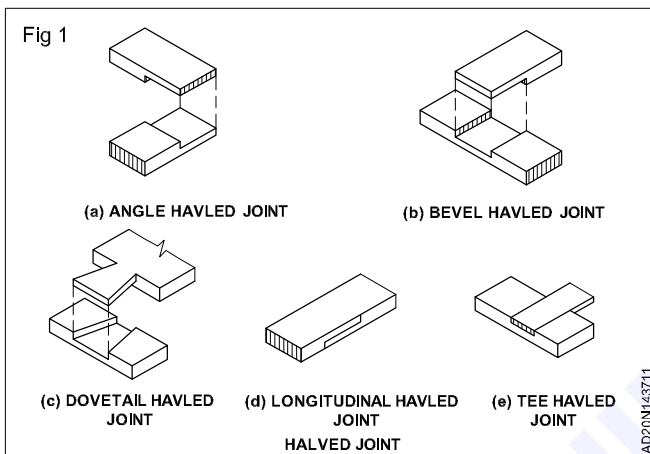 Fig 1
(a) ANGLE HAVLED JOINT
(b) BEVEL HAVLED JOINT
(c) DOVETAIL HAVLED
JOINT
(d) LONGITUDINAL HAVLED
JOINT
(e) TEE HAVLED
JOINT
HALVED JOINT
AD20N143711